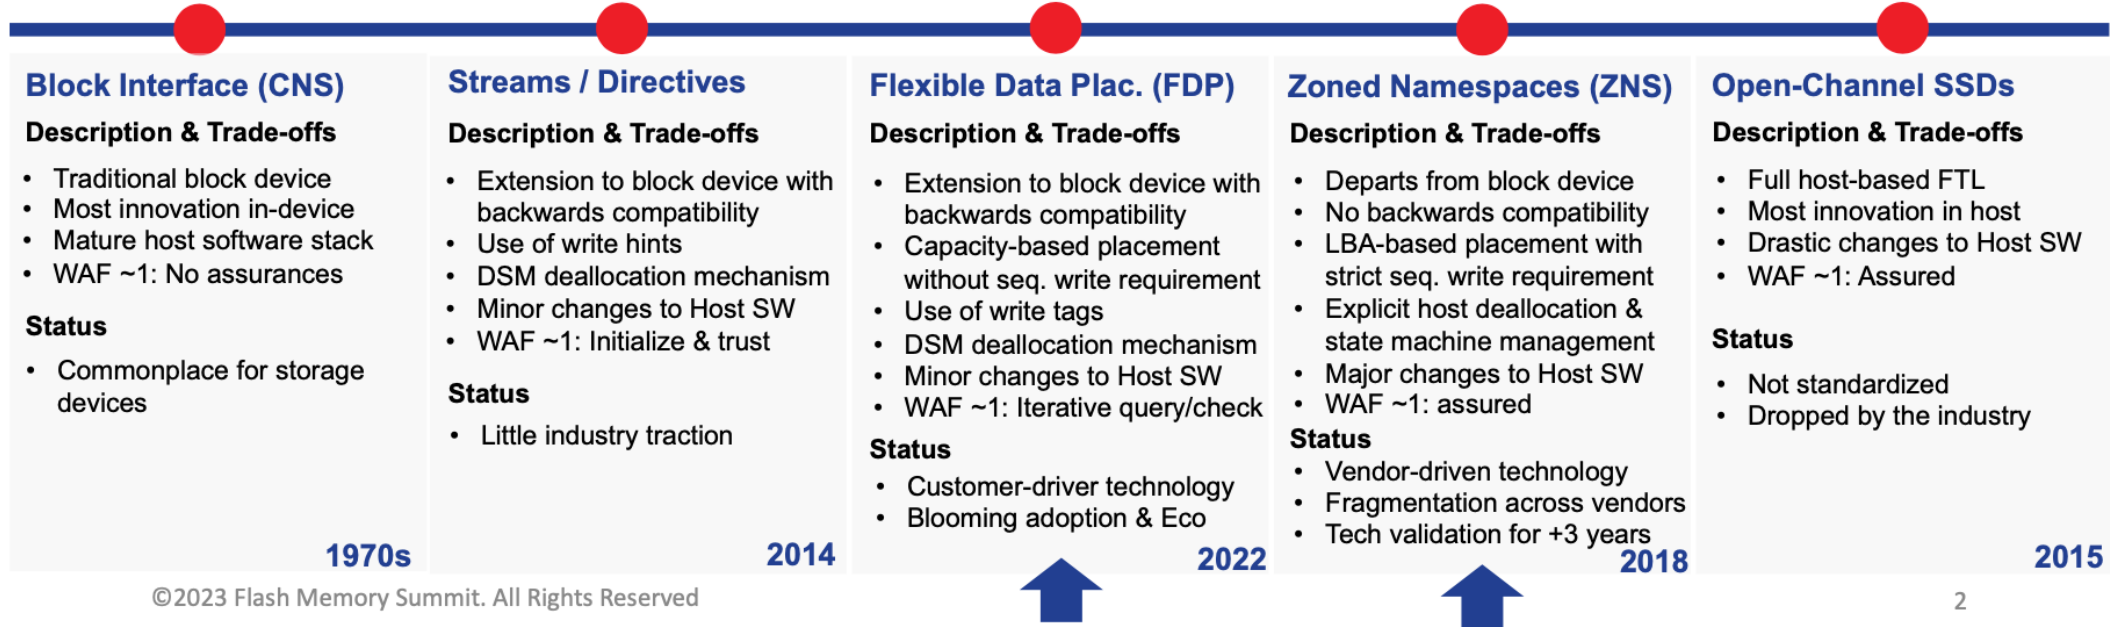 Block Interface (CNS)
Description & Trade-offs
• Traditional block device
• Most innovation in-device
• Mature host software stack
• WAF ~1: No assurances
Status
• Commonplace for storage
devices
1970s
Streams / Directives
Description & Trade-offs
• Extension to block device with
backwards compatibility
• Use of write hints
• DSM deallocation mechanism
• Minor changes to Host SW
• WAF ~1: Initialize & trust
Status
• Little industry traction
2014
Flexible Data Plac. (FDP)
Description & Trade-offs
• Extension to block device with
backwards compatibility
• Capacity-based placement
without seq. write requirement
• Use of write tags
• DSM deallocation mechanism
• Minor changes to Host SW
• WAF ~1: Iterative query/check
Status
• Customer-driver technology
• Blooming adoption & Eco
2022
Zoned Namespaces (ZNS)
Description & Trade-offs
• Departs from block device
• No backwards compatibility
• LBA-based placement with
strict seq. write requirement
• Explicit host deallocation &
state machine management
• Major changes to Host SW
• WAF ~1: assured
Status
• Vendor-driven technology
• Fragmentation across vendors
• Tech validation for +3 years
2018
Open-Channel SSDs
Description & Trade-offs
• Full host-based FTL
• Most innovation in host
• Drastic changes to Host SW
• WAF ~1: Assured
Status
• Not standardized
• Dropped by the industry
2015
©2023 Flash Memory Summit. All Rights Reserved
2